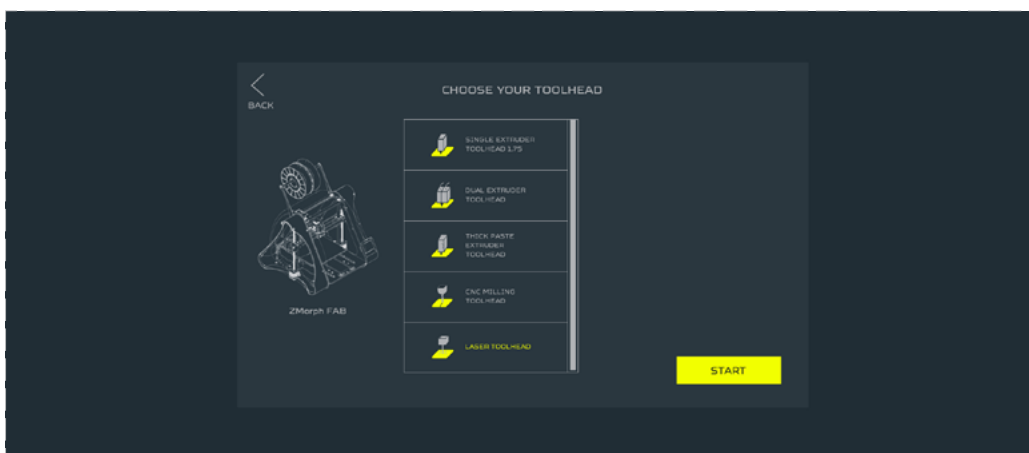 BACK
CHOOSE YOUR TOOLHEAD
SINGLE EXTRUDER
TOOLHEAD 1.75
DUAL EXTRUDER
TOOLHEAD
THICK PASTE
EXTRUDER
TOOLHEAD
CNC MILLING
TOOLHEAD
LASER TOOLHEAD
ZMorph FAB
START